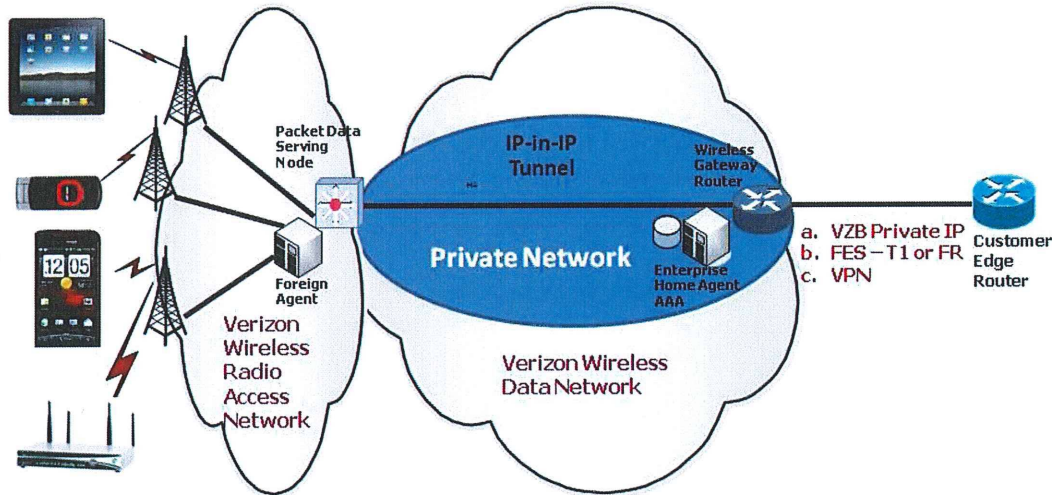 Packet Data
Serving
Node
IP-in-IP
Tunnel
Wireless
Gateway
Router
HA
a. VZB Private IP
b. FES – T1 or FR
c. VPN
Customer
Edge
Router
Private Network
Enterprise
Home Agent
AAA
12 05
Foreign
Agent
Verizon
Wireless
Radio
Access
Network
Verizon Wireless
Data Network